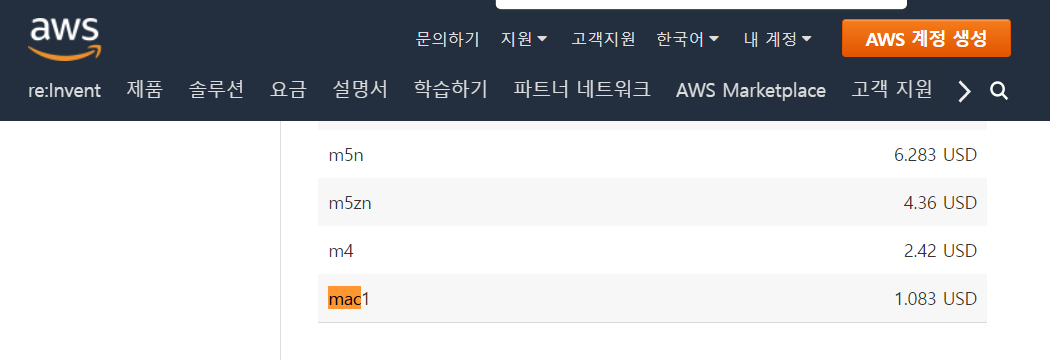 aws
문의하기 지원 고객지원 한국어 내 계정 AWS 계정 생성
re:Invent 제품 솔루션 요금 설명서 학습하기 파트너 네트워크 AWS Marketplace 고객 지원
m5n 6.283 USD
m5zn 4.36 USD
m4 2.42 USD
mac1 1.083 USD